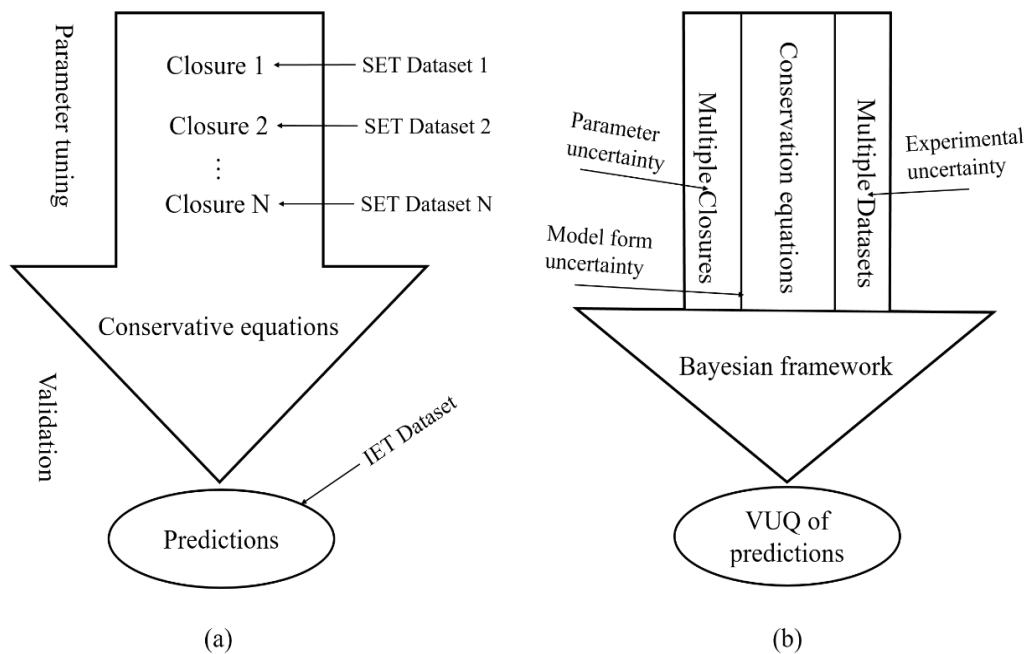 Parameter tuning
Closure 1
SET Dataset 1
Closure 2
SET Dataset 2
⋮
Closure N
SET Dataset N
Conservative equations
Validation
IET Dataset
Predictions
(a)
Multiple Closures
Conservation equations
Multiple Datasets
Parameter
uncertainty
Experimental
uncertainty
Model form
uncertainty
Bayesian framework
VUQ of
predictions
(b)